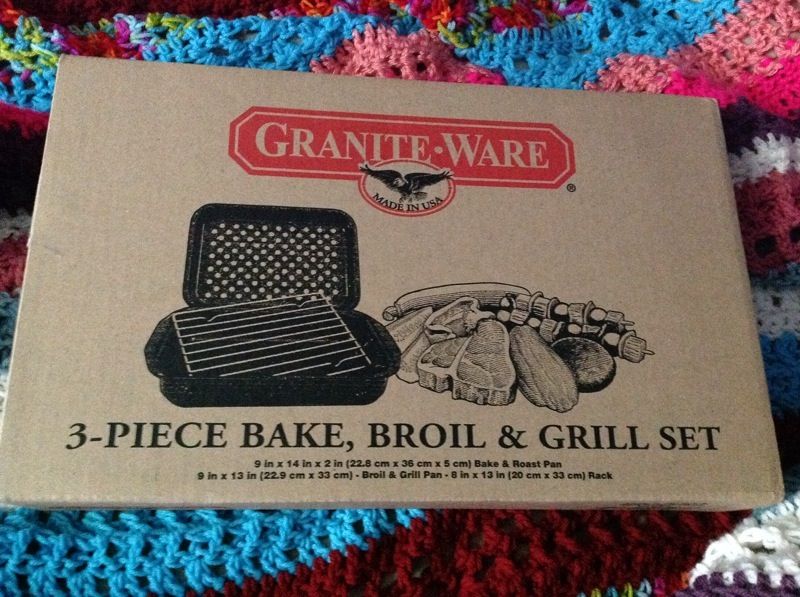 GRANITE·WARE
MADE IN USA
®
3-PIECE BAKE, BROIL & GRILL SET
9 in x 14 in x 2 in (22.8 cm x 36 cm x 5 cm) Bake & Roast Pan
9 in x 13 in (22.9 cm x 33 cm) - Broil & Grill Pan - 8 in x 13 in (20 cm x 33 cm) Rack